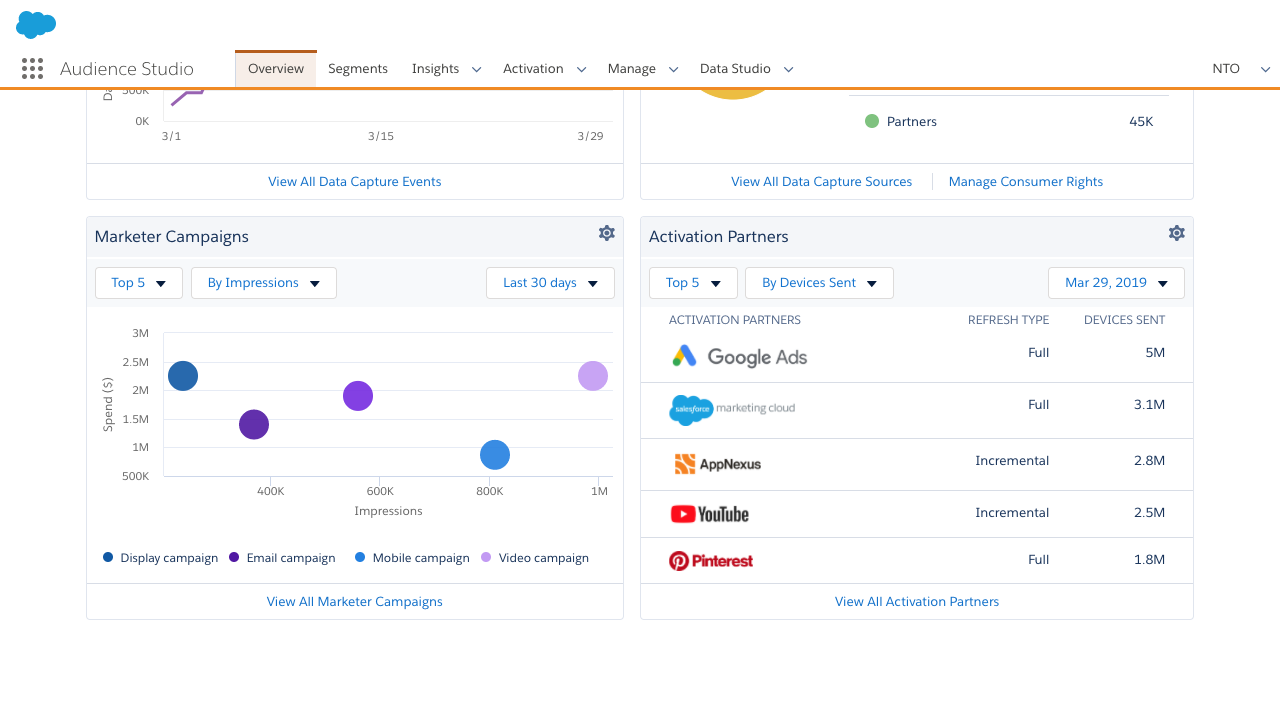 Audience Studio
Overview
Segments
Insights
Activation
Manage
Data Studio
NTO
500K
0K
3/1
3/15
3/29
View All Data Capture Events
Partners
45K
View All Data Capture Sources
Manage Consumer Rights
Marketer Campaigns
Top 5
By Impressions
Last 30 days
3M
2.5M
2M
1.5M
1M
500K
Spend ($)
400K
600K
800K
1M
Impressions
Display campaign
Email campaign
Mobile campaign
Video campaign
View All Marketer Campaigns
Activation Partners
Top 5
By Devices Sent
Mar 29, 2019
ACTIVATION PARTNERS
REFRESH TYPE
DEVICES SENT
Google Ads
Full
5M
salesforce marketing cloud
Full
3.1M
AppNexus
Incremental
2.8M
YouTube
Incremental
2.5M
Pinterest
Full
1.8M
View All Activation Partners